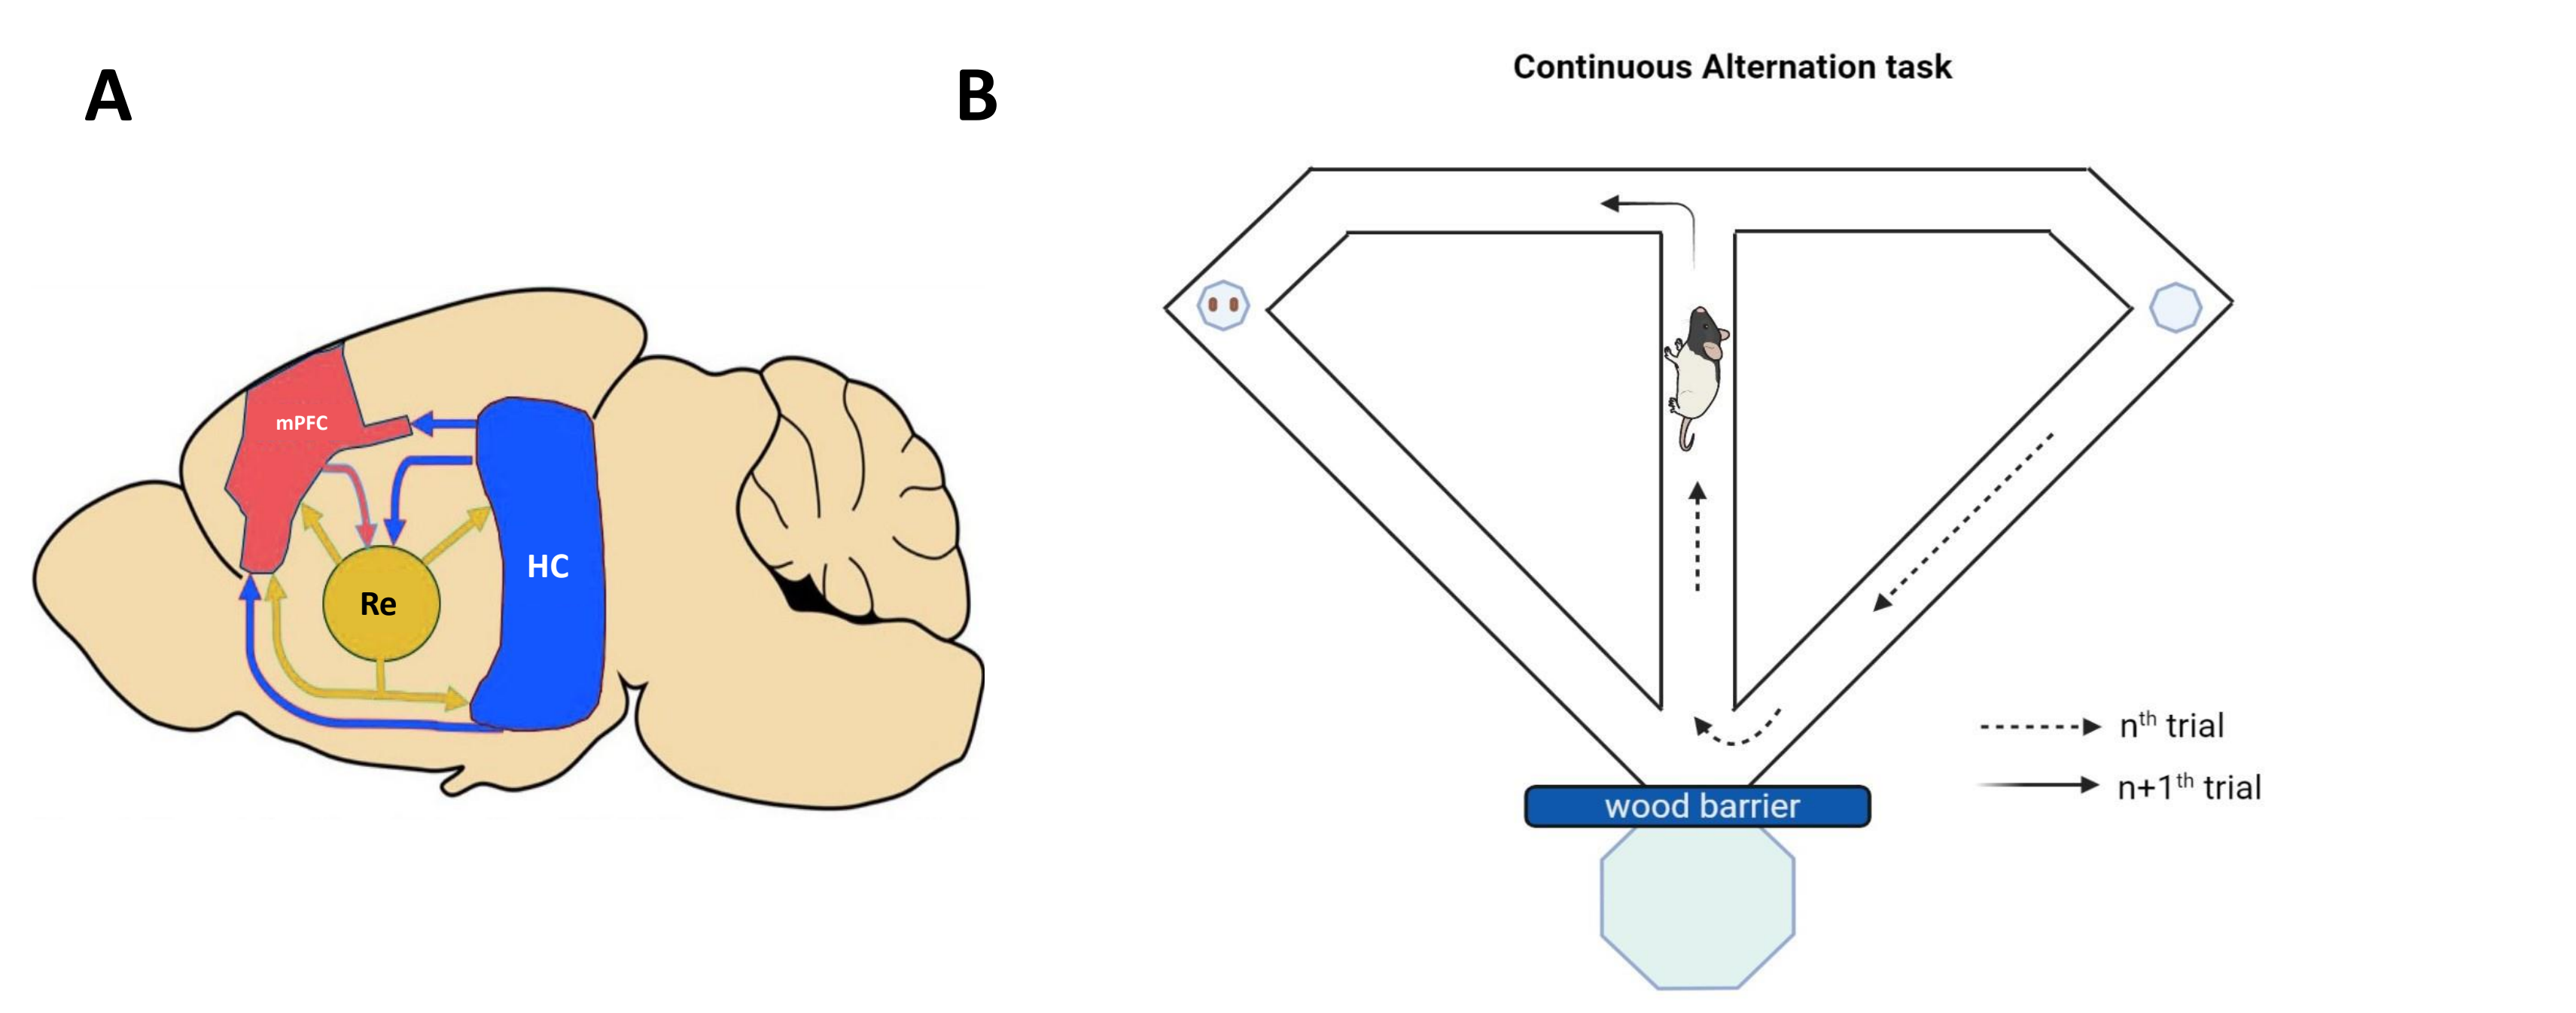 A
B
Continuous Alternation task
mPFC
HC
Re
nth trial
n+1th trial
wood barrier